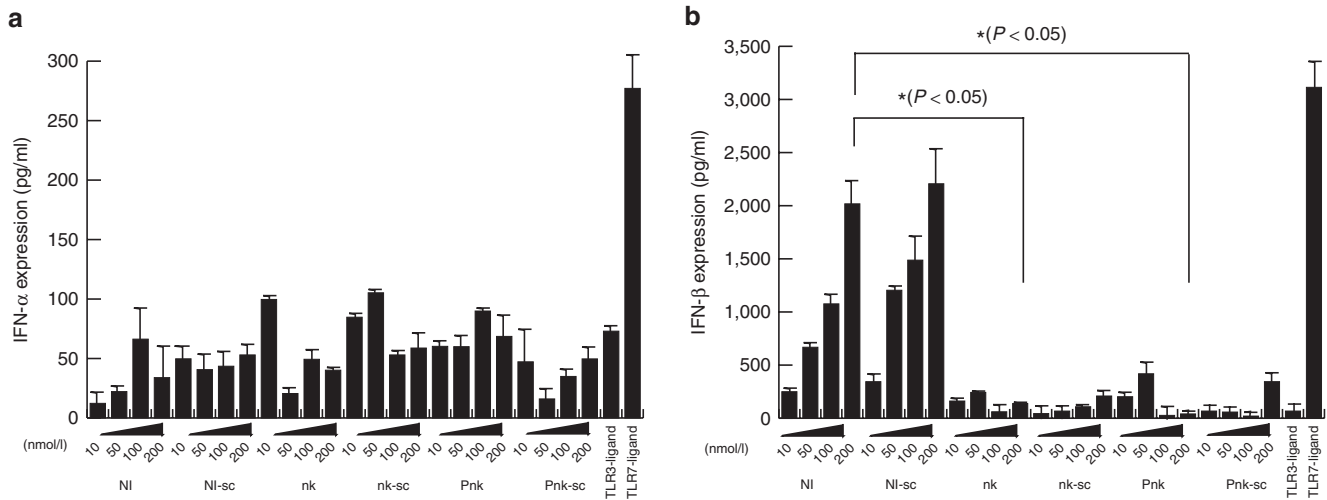 a
IFN-α expression (pg/ml)
300
250
200
150
100
50
0
(nmol/l)
10 50 100 200 10 50 100 200 10 50 100 200 10 50 100 200 10 50 100 200 10 50 100 200 TLR3-ligand TLR7-ligand
NI NI-sc nk nk-sc Pnk Pnk-sc
b
IFN-β expression (pg/ml)
3,500
3,000
2,500
2,000
1,500
1,000
500
0
*(P < 0.05)
*(P < 0.05)
(nmol/l)
10 50 100 200 10 50 100 200 10 50 100 200 10 50 100 200 10 50 100 200 10 50 100 200 TLR3-ligand TLR7-ligand
NI NI-sc nk nk-sc Pnk Pnk-sc